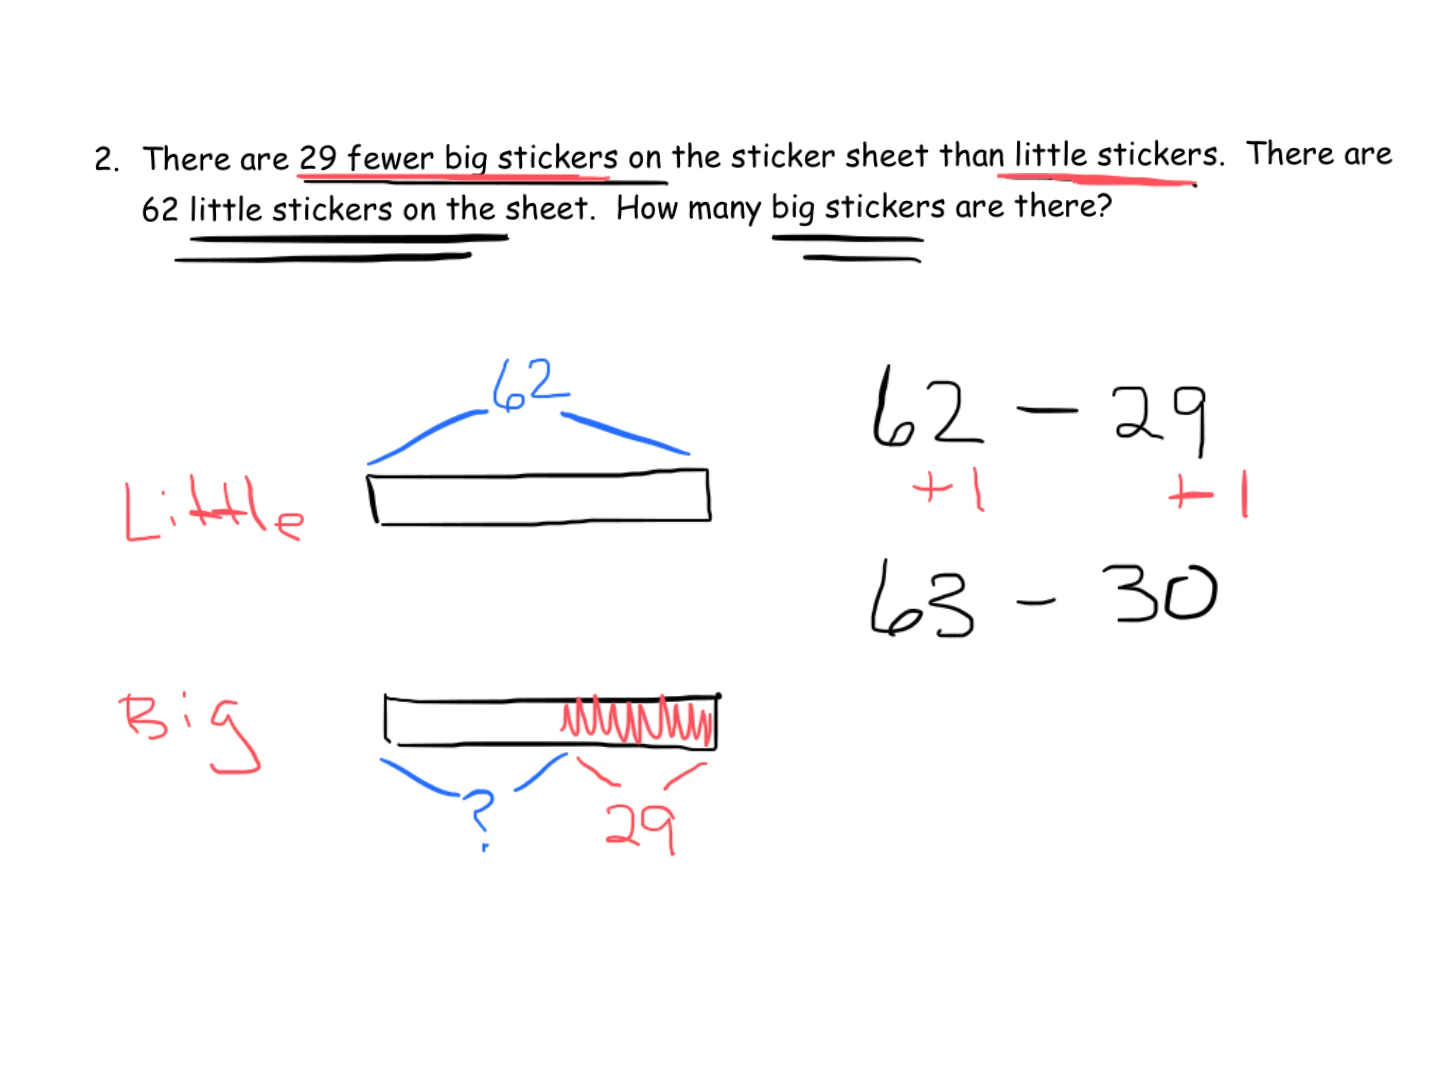 2. There are 29 fewer big stickers on the sticker sheet than little stickers. There are
62 little stickers on the sheet. How many big stickers are there?
62
62 - 29
Little
+1 +1
63 - 30
Big
?
29